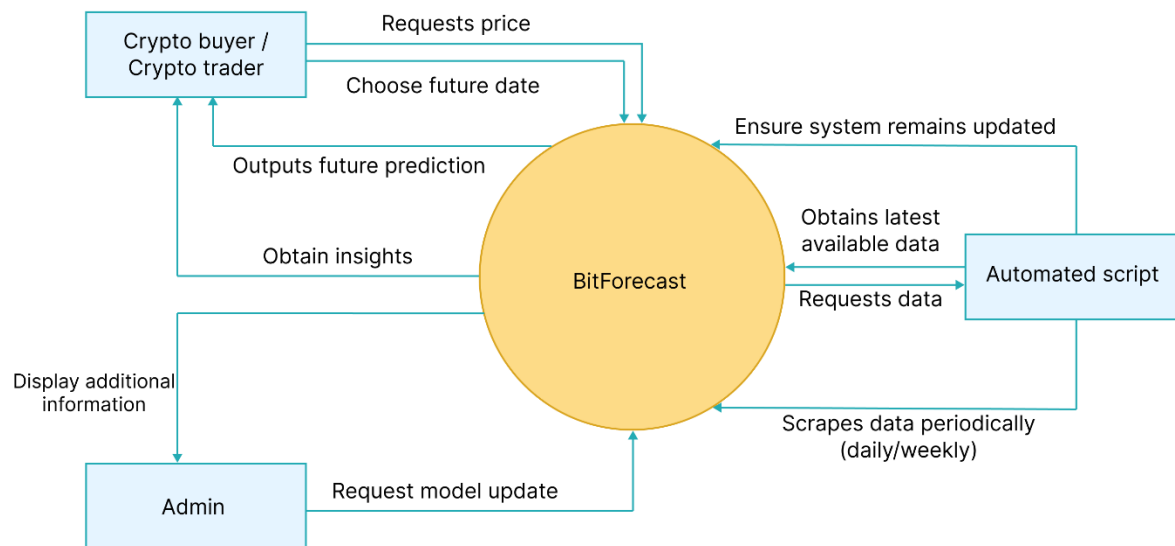 Requests price
Crypto buyer /
Crypto trader
Choose future date
Ensure system remains updated
Outputs future prediction
Obtains latest
available data
Obtain insights
BitForecast
Automated script
Requests data
Display additional
information
Scrapes data periodically
(daily/weekly)
Request model update
Admin